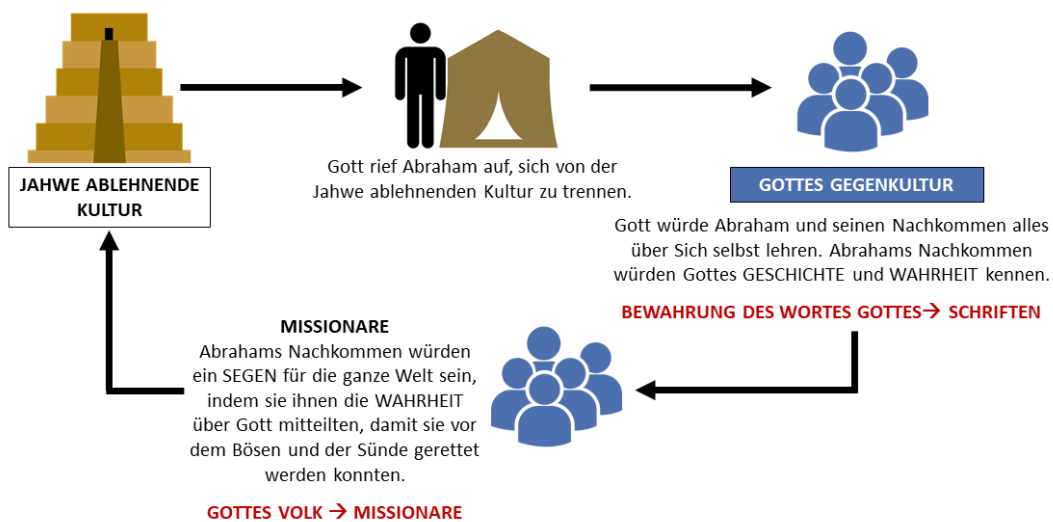 JAHWE ABLEHNENDE
KULTUR
Gott rief Abraham auf, sich von der
Jahwe ablehnenden Kultur zu trennen.
GOTTES GEGENKULTUR
Gott würde Abraham und seinen Nachkommen alles
über Sich selbst lehren. Abrahams Nachkommen
würden Gottes GESCHICHTE und WAHRHEIT kennen.
BEWAHRUNG DES WORTES GOTTES→ SCHRIFTEN
MISSIONARE
Abrahams Nachkommen würden
ein SEGEN für die ganze Welt sein,
indem sie ihnen die WAHRHEIT
über Gott mitteilten, damit sie vor
dem Bösen und der Sünde gerettet
werden konnten.
GOTTES VOLK → MISSIONARE